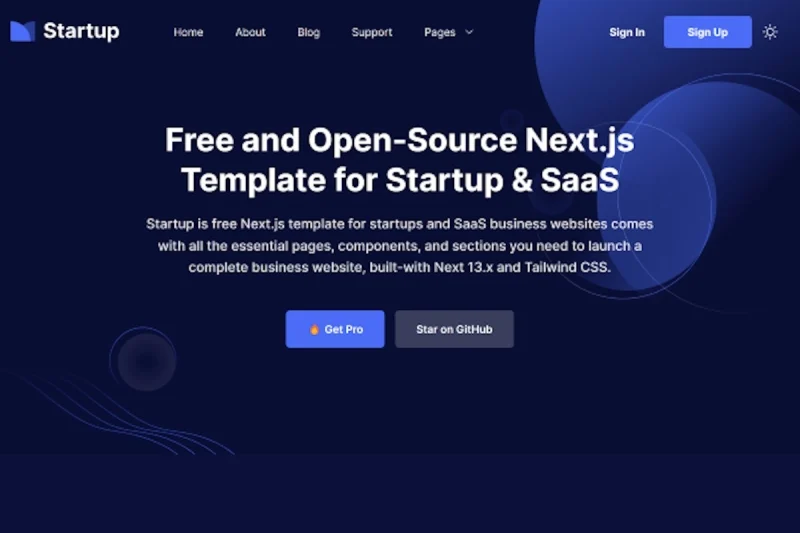 Startup
Home
About
Blog
Support
Pages
Sign In
Sign Up
Free and Open-Source Next.js
Template for Startup & SaaS
Startup is free Next.js template for startups and SaaS business websites comes
with all the essential pages, components, and sections you need to launch a
complete business website, built-with Next 13.x and Tailwind CSS.
🔥 Get Pro
Star on GitHub